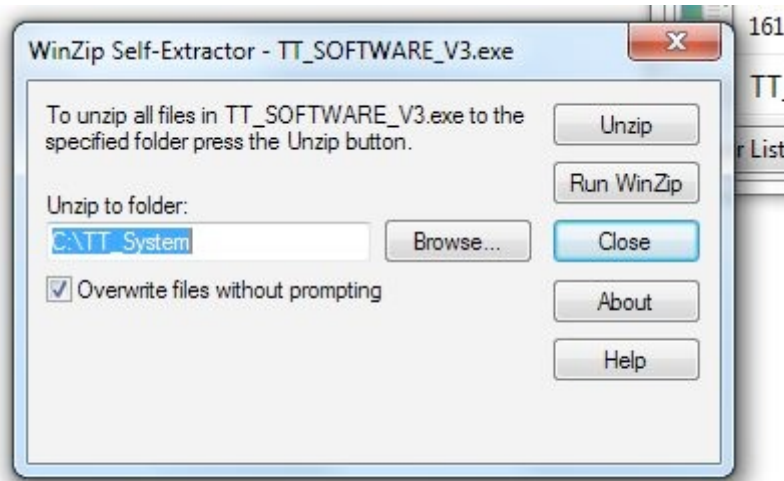 161
WinZip Self-Extractor - TT_SOFTWARE_V3.exe
TT_
To unzip all files in TT_SOFTWARE_V3.exe to the
specified folder press the Unzip button.
Unzip
r List
Run WinZip
Unzip to folder:
C:\TT_System
Browse...
Close
Overwrite files without prompting
About
Help